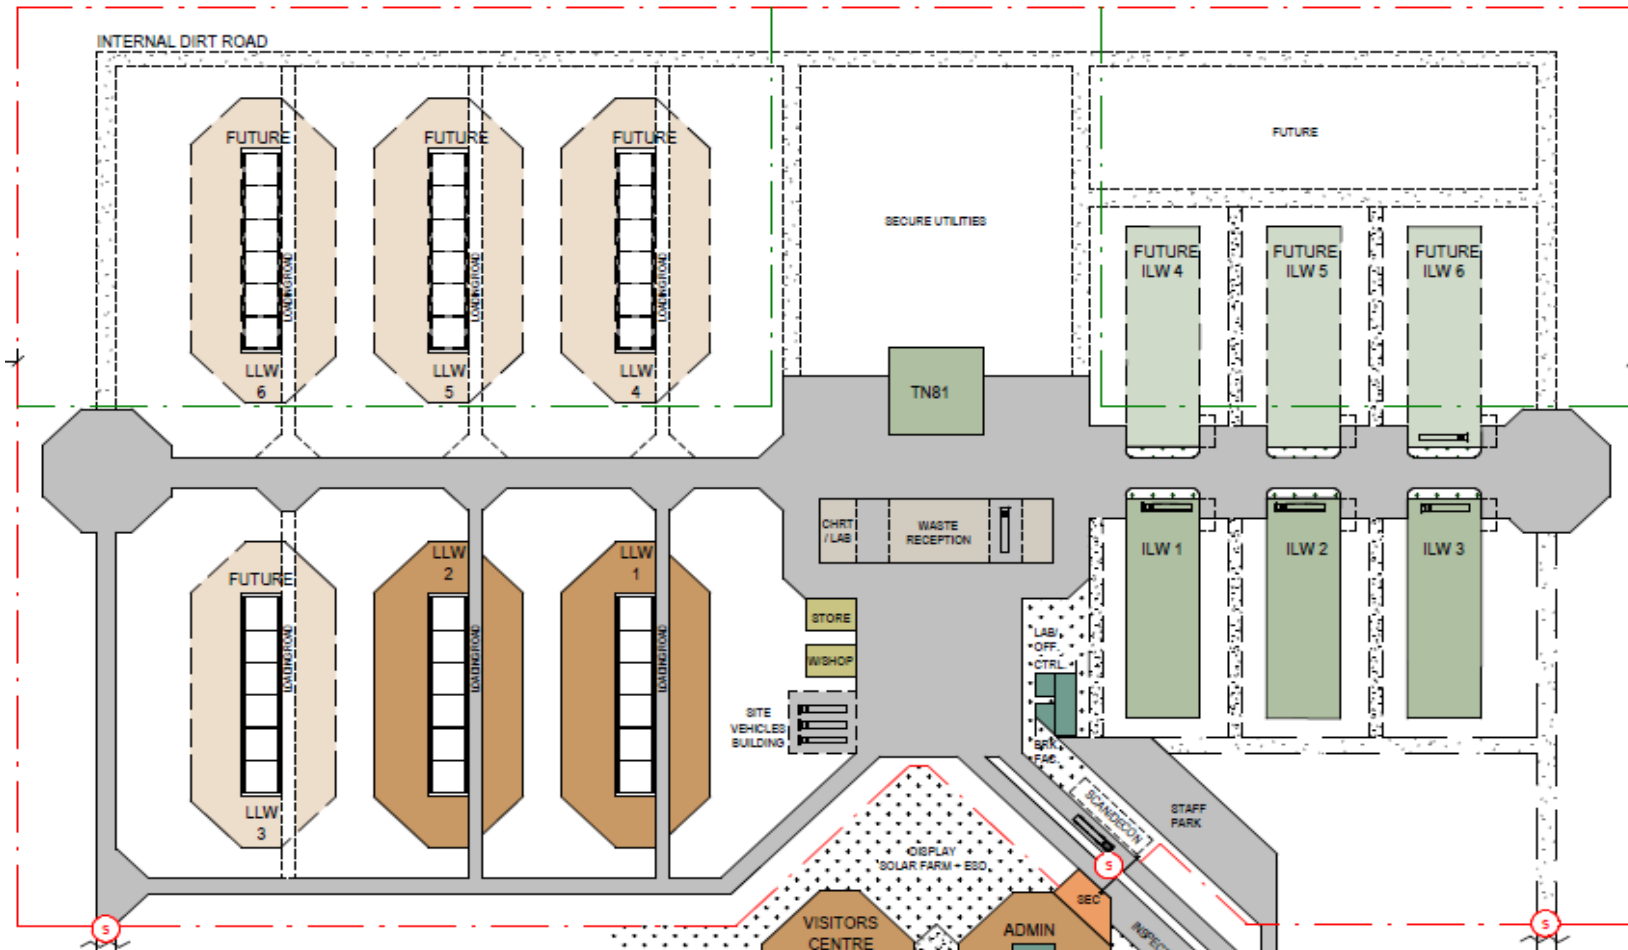 INTERNAL DIRT ROAD
FUTURE
FUTURE
FUTURE
FUTURE
SECURE UTILITIES
FUTURE
ILW 4
FUTURE
ILW 5
FUTURE
ILW 6
LOADING ROAD
LOADING ROAD
LOADING ROAD
LLW
6
LLW
5
LLW
4
TN81
CHRT
/ LAB
WASTE
RECEPTION
ILW 1
ILW 2
ILW 3
FUTURE
LLW
2
LLW
1
LOADING ROAD
LOADING ROAD
LOADING ROAD
STORE
W/SHOP
LAB/
OFF.
CTRL.
SITE
VEHICLES
BUILDING
BRK.
FAC.
LLW
3
SCAN/DECON
STAFF
PARK
DISPLAY
SOLAR FARM + ESD
S
SEC
VISITORS
CENTRE
ADMIN
S
S